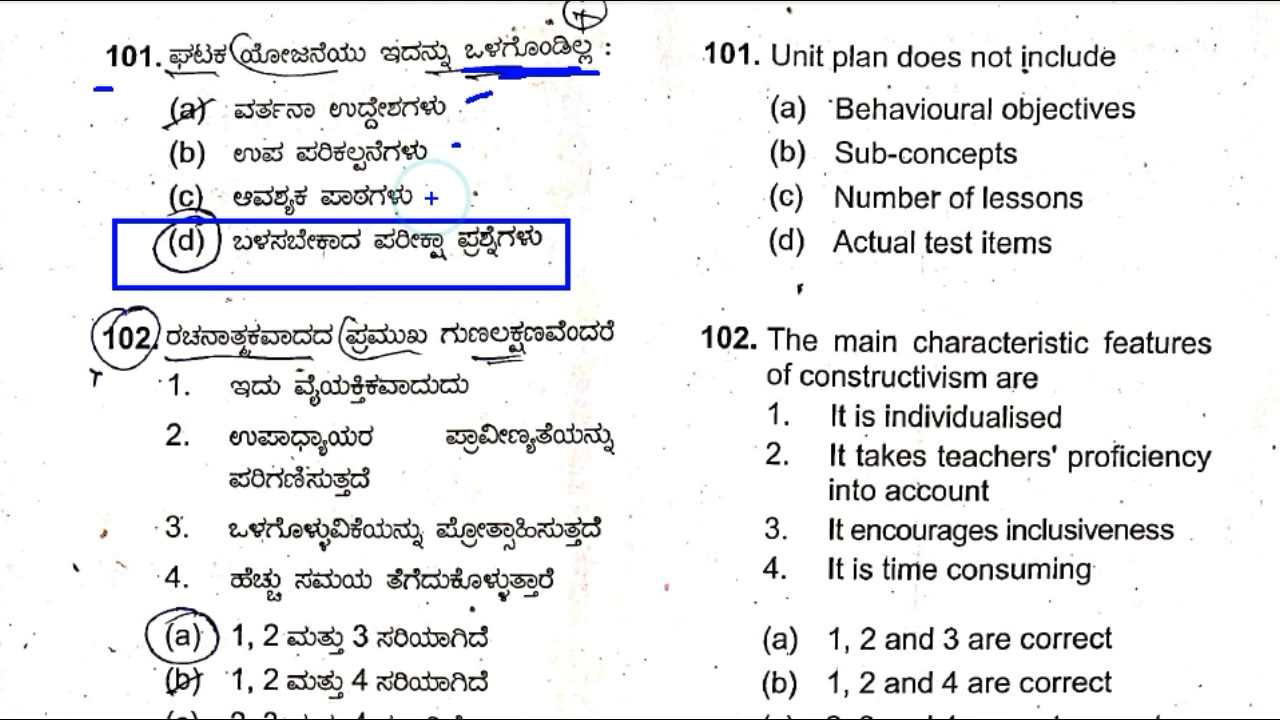 101. ಘಟಕ ಯೋಜನೆಯು ಇದನ್ನು ಒಳಗೊಂಡಿಲ್ಲ :
(a) ವರ್ತನಾ ಉದ್ದೇಶಗಳು
(b) ಉಪ ಪರಿಕಲ್ಪನೆಗಳು
(c) ಆವಶ್ಯಕ ಪಾಠಗಳು +
(d) ಬಳಸಬೇಕಾದ ಪರೀಕ್ಷಾ ಪ್ರಶ್ನೆಗಳು
102. ರಚನಾತ್ಮಕವಾದದ ಪ್ರಮುಖ ಗುಣಲಕ್ಷಣವೆಂದರೆ
1. ಇದು ವೈಯಕ್ತಿಕವಾದುದು
2. ಉಪಾಧ್ಯಾಯರ ಪ್ರಾವೀಣ್ಯತೆಯನ್ನು
ಪರಿಗಣಿಸುತ್ತದೆ
3. ಒಳಗೊಳ್ಳುವಿಕೆಯನ್ನು ಪ್ರೋತ್ಸಾಹಿಸುತ್ತದೆ
4. ಹೆಚ್ಚು ಸಮಯ ತೆಗೆದುಕೊಳ್ಳುತ್ತಾರೆ
(a) 1, 2 ಮತ್ತು 3 ಸರಿಯಾಗಿದೆ
(b) 1, 2 ಮತ್ತು 4 ಸರಿಯಾಗಿದೆ
101. Unit plan does not include
(a) Behavioural objectives
(b) Sub-concepts
(c) Number of lessons
(d) Actual test items
102. The main characteristic features
of constructivism are
1. It is individualised
2. It takes teachers' proficiency
into account
3. It encourages inclusiveness
4. It is time consuming
(a) 1, 2 and 3 are correct
(b) 1, 2 and 4 are correct